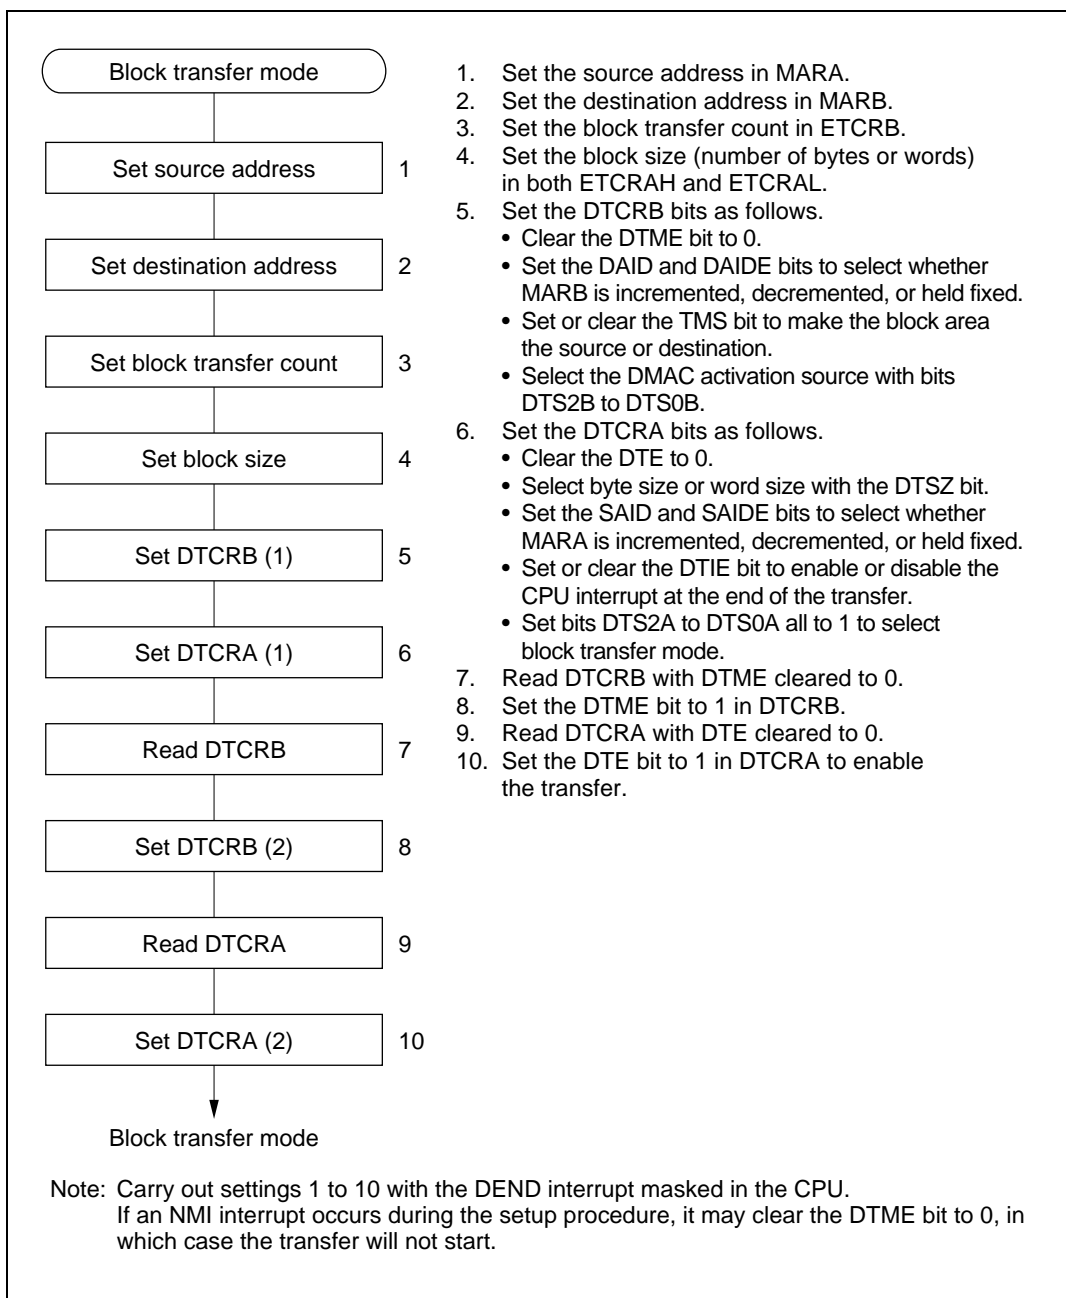 Block transfer mode
Set source address 1
Set destination address 2
Set block transfer count 3
Set block size 4
Set DTCRB (1) 5
Set DTCRA (1) 6
Read DTCRB 7
Set DTCRB (2) 8
Read DTCRA 9
Set DTCRA (2) 10
Block transfer mode
1. Set the source address in MARA.
2. Set the destination address in MARB.
3. Set the block transfer count in ETCRB.
4. Set the block size (number of bytes or words)
in both ETCRAH and ETCRAL.
5. Set the DTCRB bits as follows.
• Clear the DTME bit to 0.
• Set the DAID and DAIDE bits to select whether
MARB is incremented, decremented, or held fixed.
• Set or clear the TMS bit to make the block area
the source or destination.
• Select the DMAC activation source with bits
DTS2B to DTS0B.
6. Set the DTCRA bits as follows.
• Clear the DTE to 0.
• Select byte size or word size with the DTSZ bit.
• Set the SAID and SAIDE bits to select whether
MARA is incremented, decremented, or held fixed.
• Set or clear the DTIE bit to enable or disable the
CPU interrupt at the end of the transfer.
• Set bits DTS2A to DTS0A all to 1 to select
block transfer mode.
7. Read DTCRB with DTME cleared to 0.
8. Set the DTME bit to 1 in DTCRB.
9. Read DTCRA with DTE cleared to 0.
10. Set the DTE bit to 1 in DTCRA to enable
the transfer.
Note: Carry out settings 1 to 10 with the DEND interrupt masked in the CPU.
If an NMI interrupt occurs during the setup procedure, it may clear the DTME bit to 0, in
which case the transfer will not start.